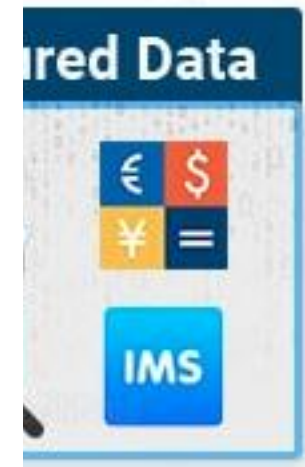 ured Data
€ $
¥ =
IMS